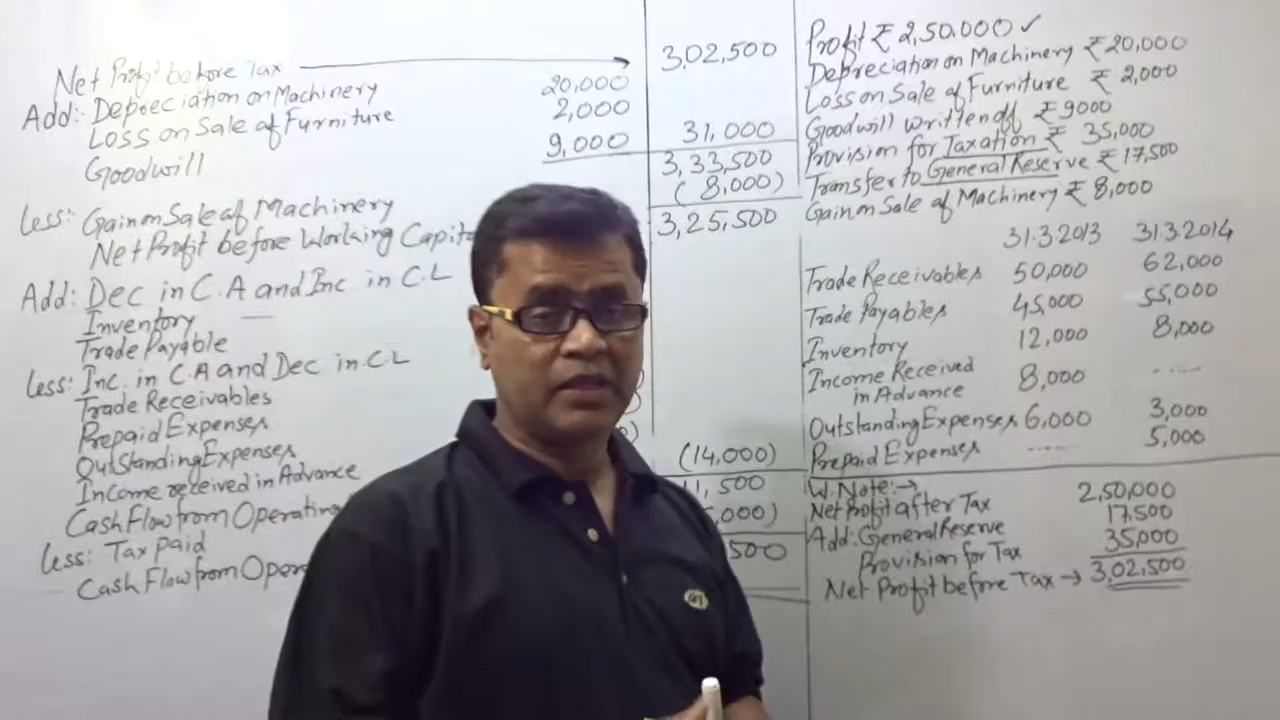 Net Profit before Tax 3,02,500
Add:- Depreciation on Machinery 20,000
Loss on Sale of Furniture 2,000
Goodwill 9,000 31,000
3,33,500
Less: Gain on Sale of Machinery (8,000)
Net Profit before Working 3,25,500
Add: Dec in C.A and Inc in C.L
Inventory
Trade Payable
Less: Inc. in C.A and Dec in C L
Trade Receivables
Prepaid Expenses
OutStanding Expenses
Income received in Advance (14,000)
Cash Flow from Operating
Less: Tax Paid
Cash Flow from
Profit ₹ 2,50,000 ✓
Depreciation on Machinery ₹ 20,000
Loss on Sale of Furniture ₹ 2,000
Goodwill written off ₹ 9000
Provision for Taxation ₹ 35,000
Transfer to General Reserve ₹ 17,500
Gain on Sale of Machinery ₹ 8,000
31.3.2013 31.3.2014
Trade Receivables 50,000 62,000
Trade Payables 45,000 55,000
Inventory 12,000 8,000
Income Received
in Advance 8,000 .....
Outstanding Expenses 6,000 3,000
Prepaid Expenses ..... 5,000
W. Note:→
Net Profit after Tax 2,50,000
Add: General Reserve 17,500
Provision for Tax 35,000
Net Profit before Tax → 3,02,500